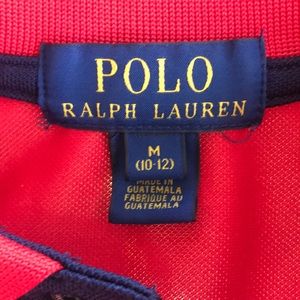 POLO
RALPH LAUREN
M
(10-12)
MADE IN
GUATEMALA
FABRIQUÉ AU
GUATEMALA